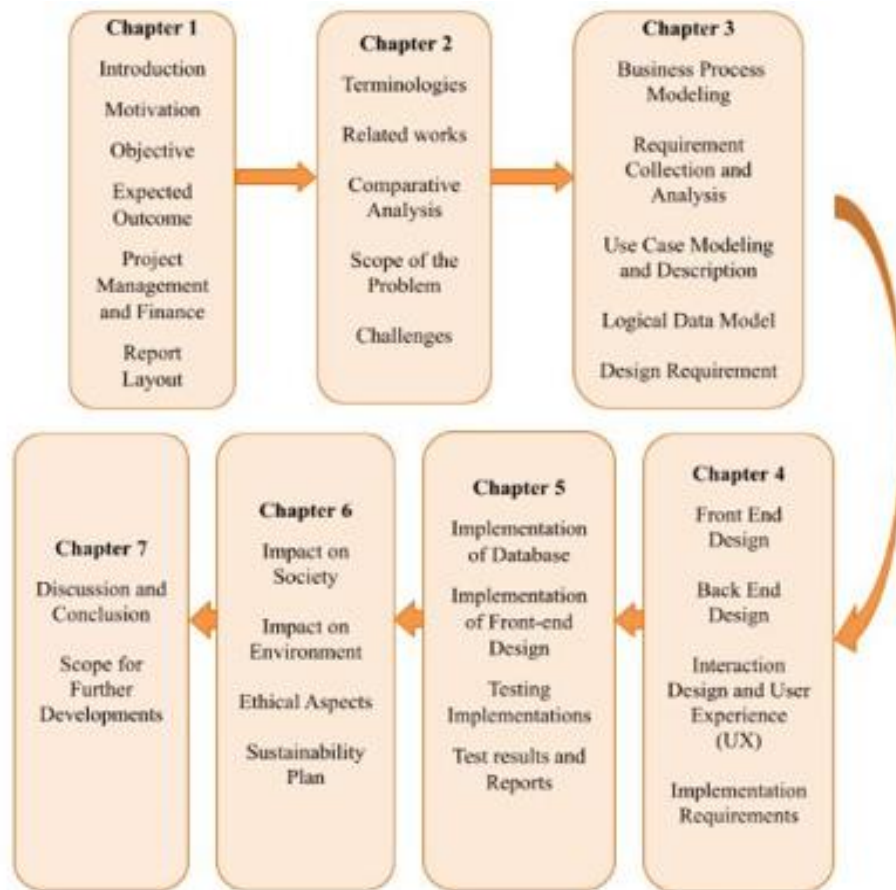 Chapter 1
Introduction
Motivation
Objective
Expected
Outcome
Project
Management
and Finance
Report
Layout
Chapter 2
Terminologies
Related works
Comparative
Analysis
Scope of the
Problem
Challenges
Chapter 3
Business Process
Modeling
Requirement
Collection and
Analysis
Use Case Modeling
and Description
Logical Data Model
Design Requirement
Chapter 4
Front End
Design
Back End
Design
Interaction
Design and User
Experience
(UX)
Implementation
Requirements
Chapter 5
Implementation
of Database
Implementation
of Front-end
Design
Testing
Implementations
Test results and
Reports
Chapter 6
Impact on
Society
Impact on
Environment
Ethical Aspects
Sustainability
Plan
Chapter 7
Discussion and
Conclusion
Scope for
Further
Developments